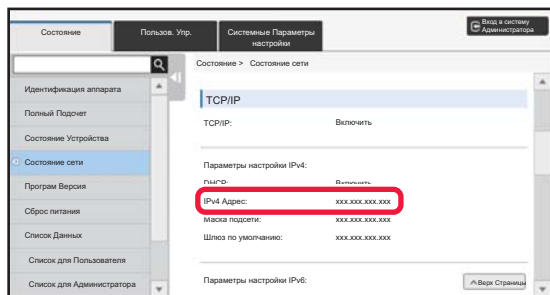 Состояние
Пользов. Упр.
Системные Параметры
настройки
Вход в систему
Администратора
Состояние > Состояние сети
Идентификация аппарата
Полный Подсчет
Состояние Устройства
Состояние сети
Програм Версия
Сброс питания
Список Данных
Список для Пользователя
Список для Администратора
TCP/IP
TCP/IP: Включить
Параметры настройки IPv4:
DHCP: Включить
IPv4 Адрес: xxx.xxx.xxx.xxx
Маска подсети: xxx.xxx.xxx.xxx
Шлюз по умолчанию: xxx.xxx.xxx.xxx
Параметры настройки IPv6:
Верх Страницы